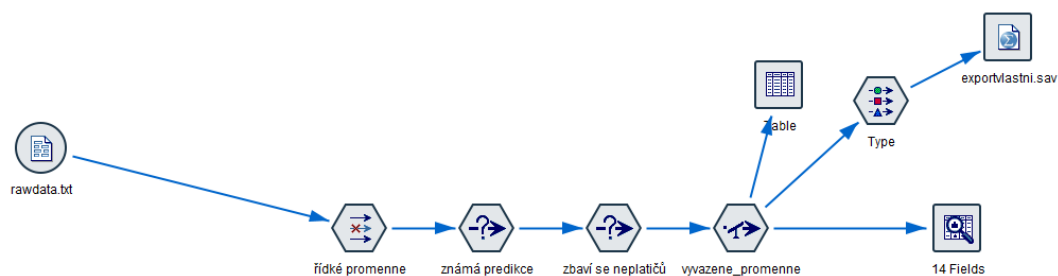 exportvlastni.sav
Table
Type
rawdata.txt
řídké promenne
známá predikce
zbaví se neplatičů
vyvazene_promenne
14 Fields